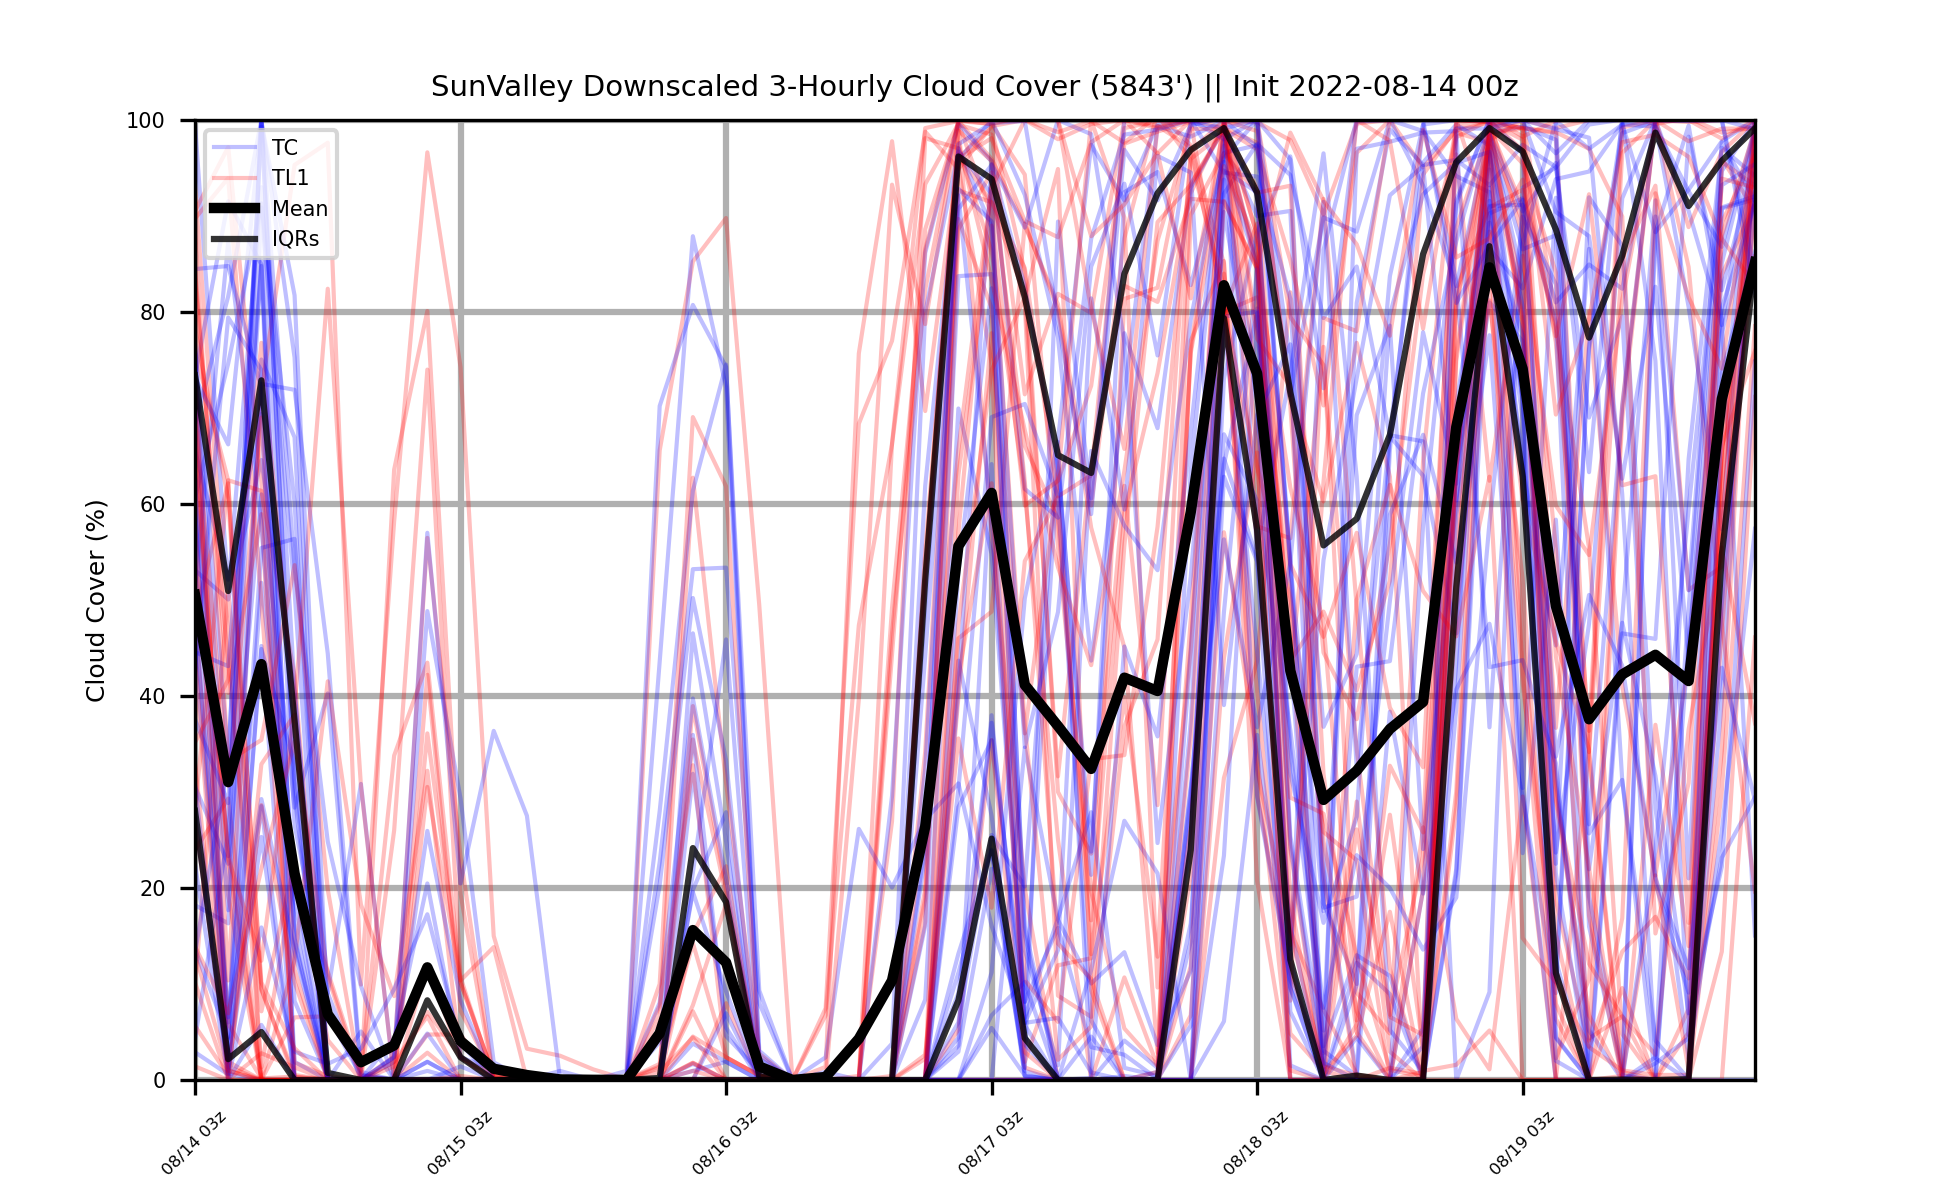 SunValley Downscaled 3-Hourly Cloud Cover (5843') || Init 2022-08-14 00z
TC
TL1
Mean
IQRs
Cloud Cover (%)
100
80
60
40
20
0
08/14 03z
08/15 03z
08/16 03z
08/17 03z
08/18 03z
08/19 03z